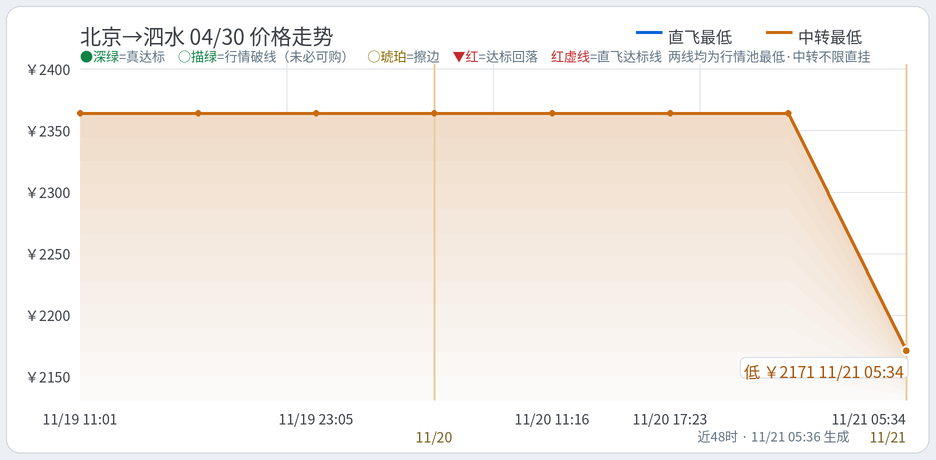 北京→泗水 04/30 价格走势
直飞最低 中转最低
●深绿=真达标 ○描绿=行情破线（未必可购） ○琥珀=擦边 ▼红=达标回落 红虚线=直飞达标线 两线均为行情池最低·中转不限直挂
￥2400
￥2350
￥2300
￥2250
￥2200
￥2150
低 ￥2171 11/21 05:34
11/19 11:01 11/19 23:05 11/20 11:16 11/20 17:23 11/21 05:34
11/20 近48时 · 11/21 05:36 生成 11/21